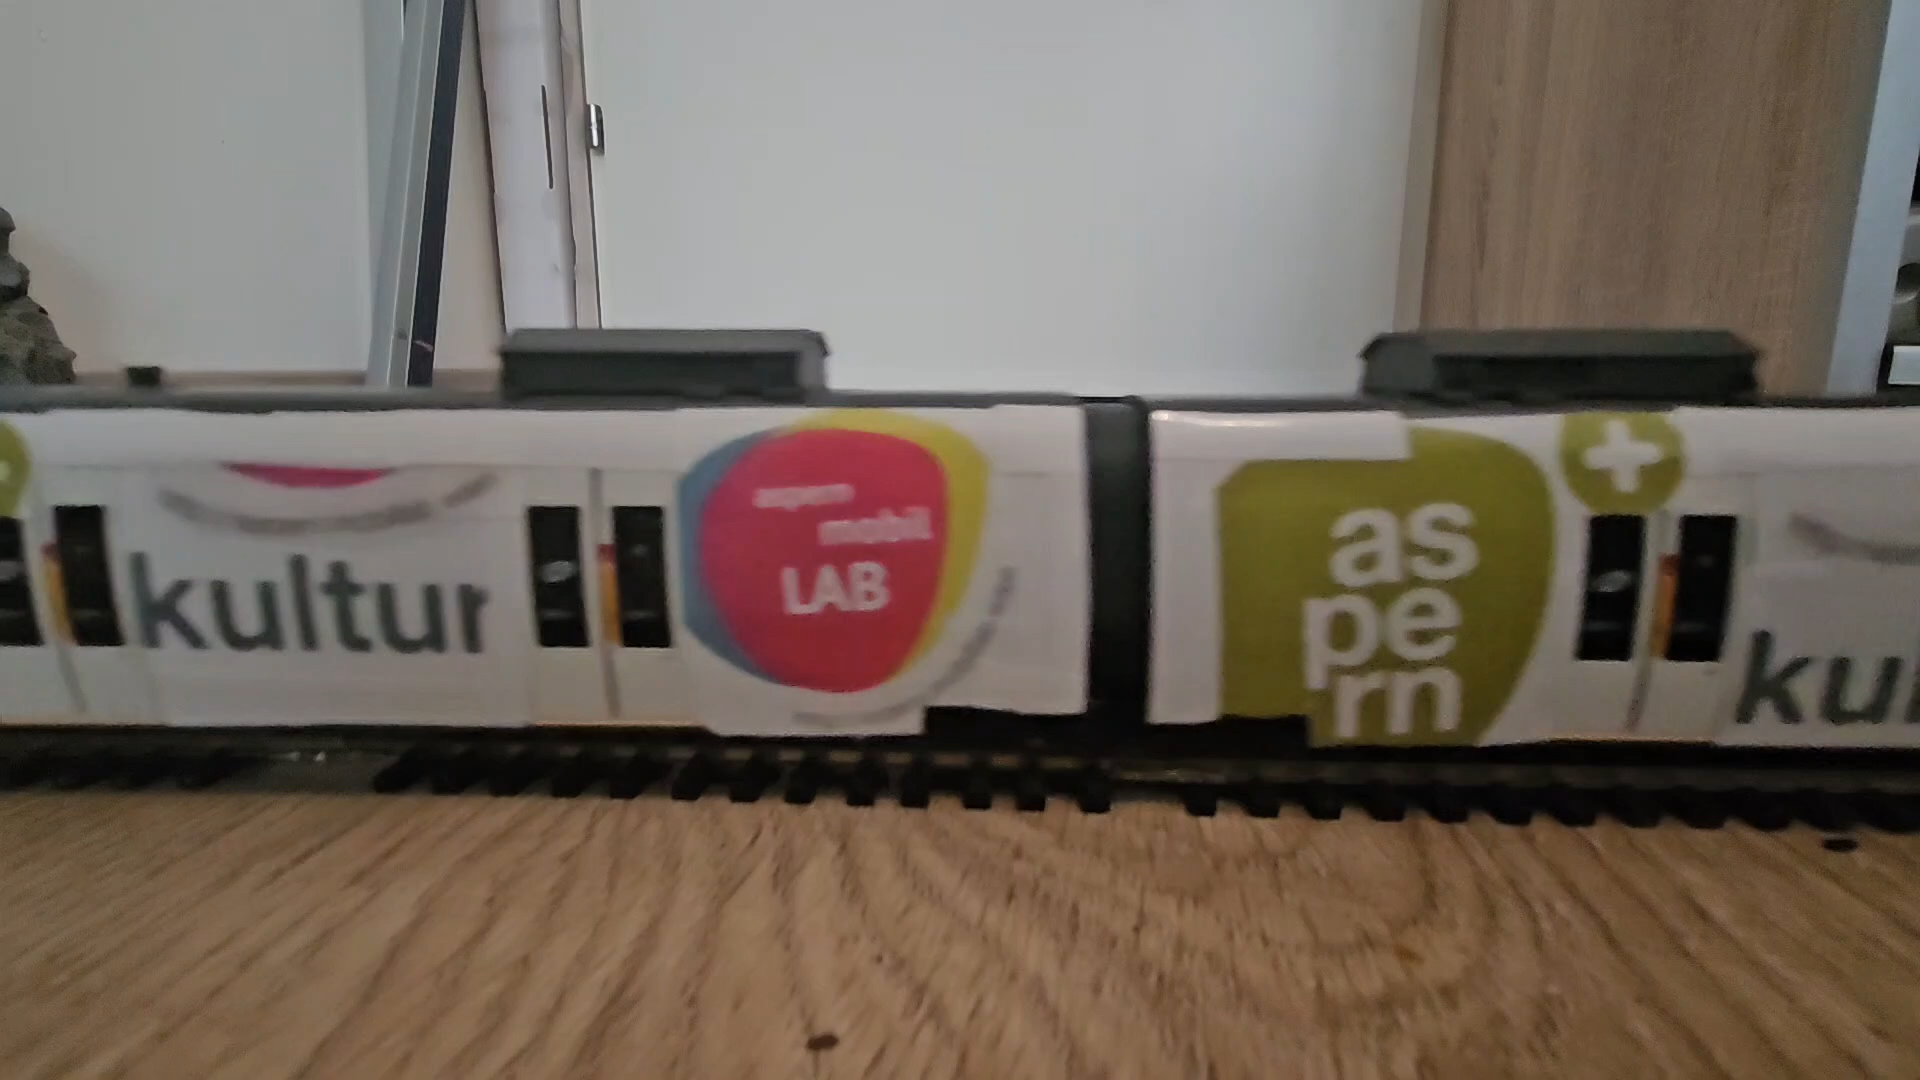 kultur
aspern
mobil
LAB
as
pe
rn
+
ku